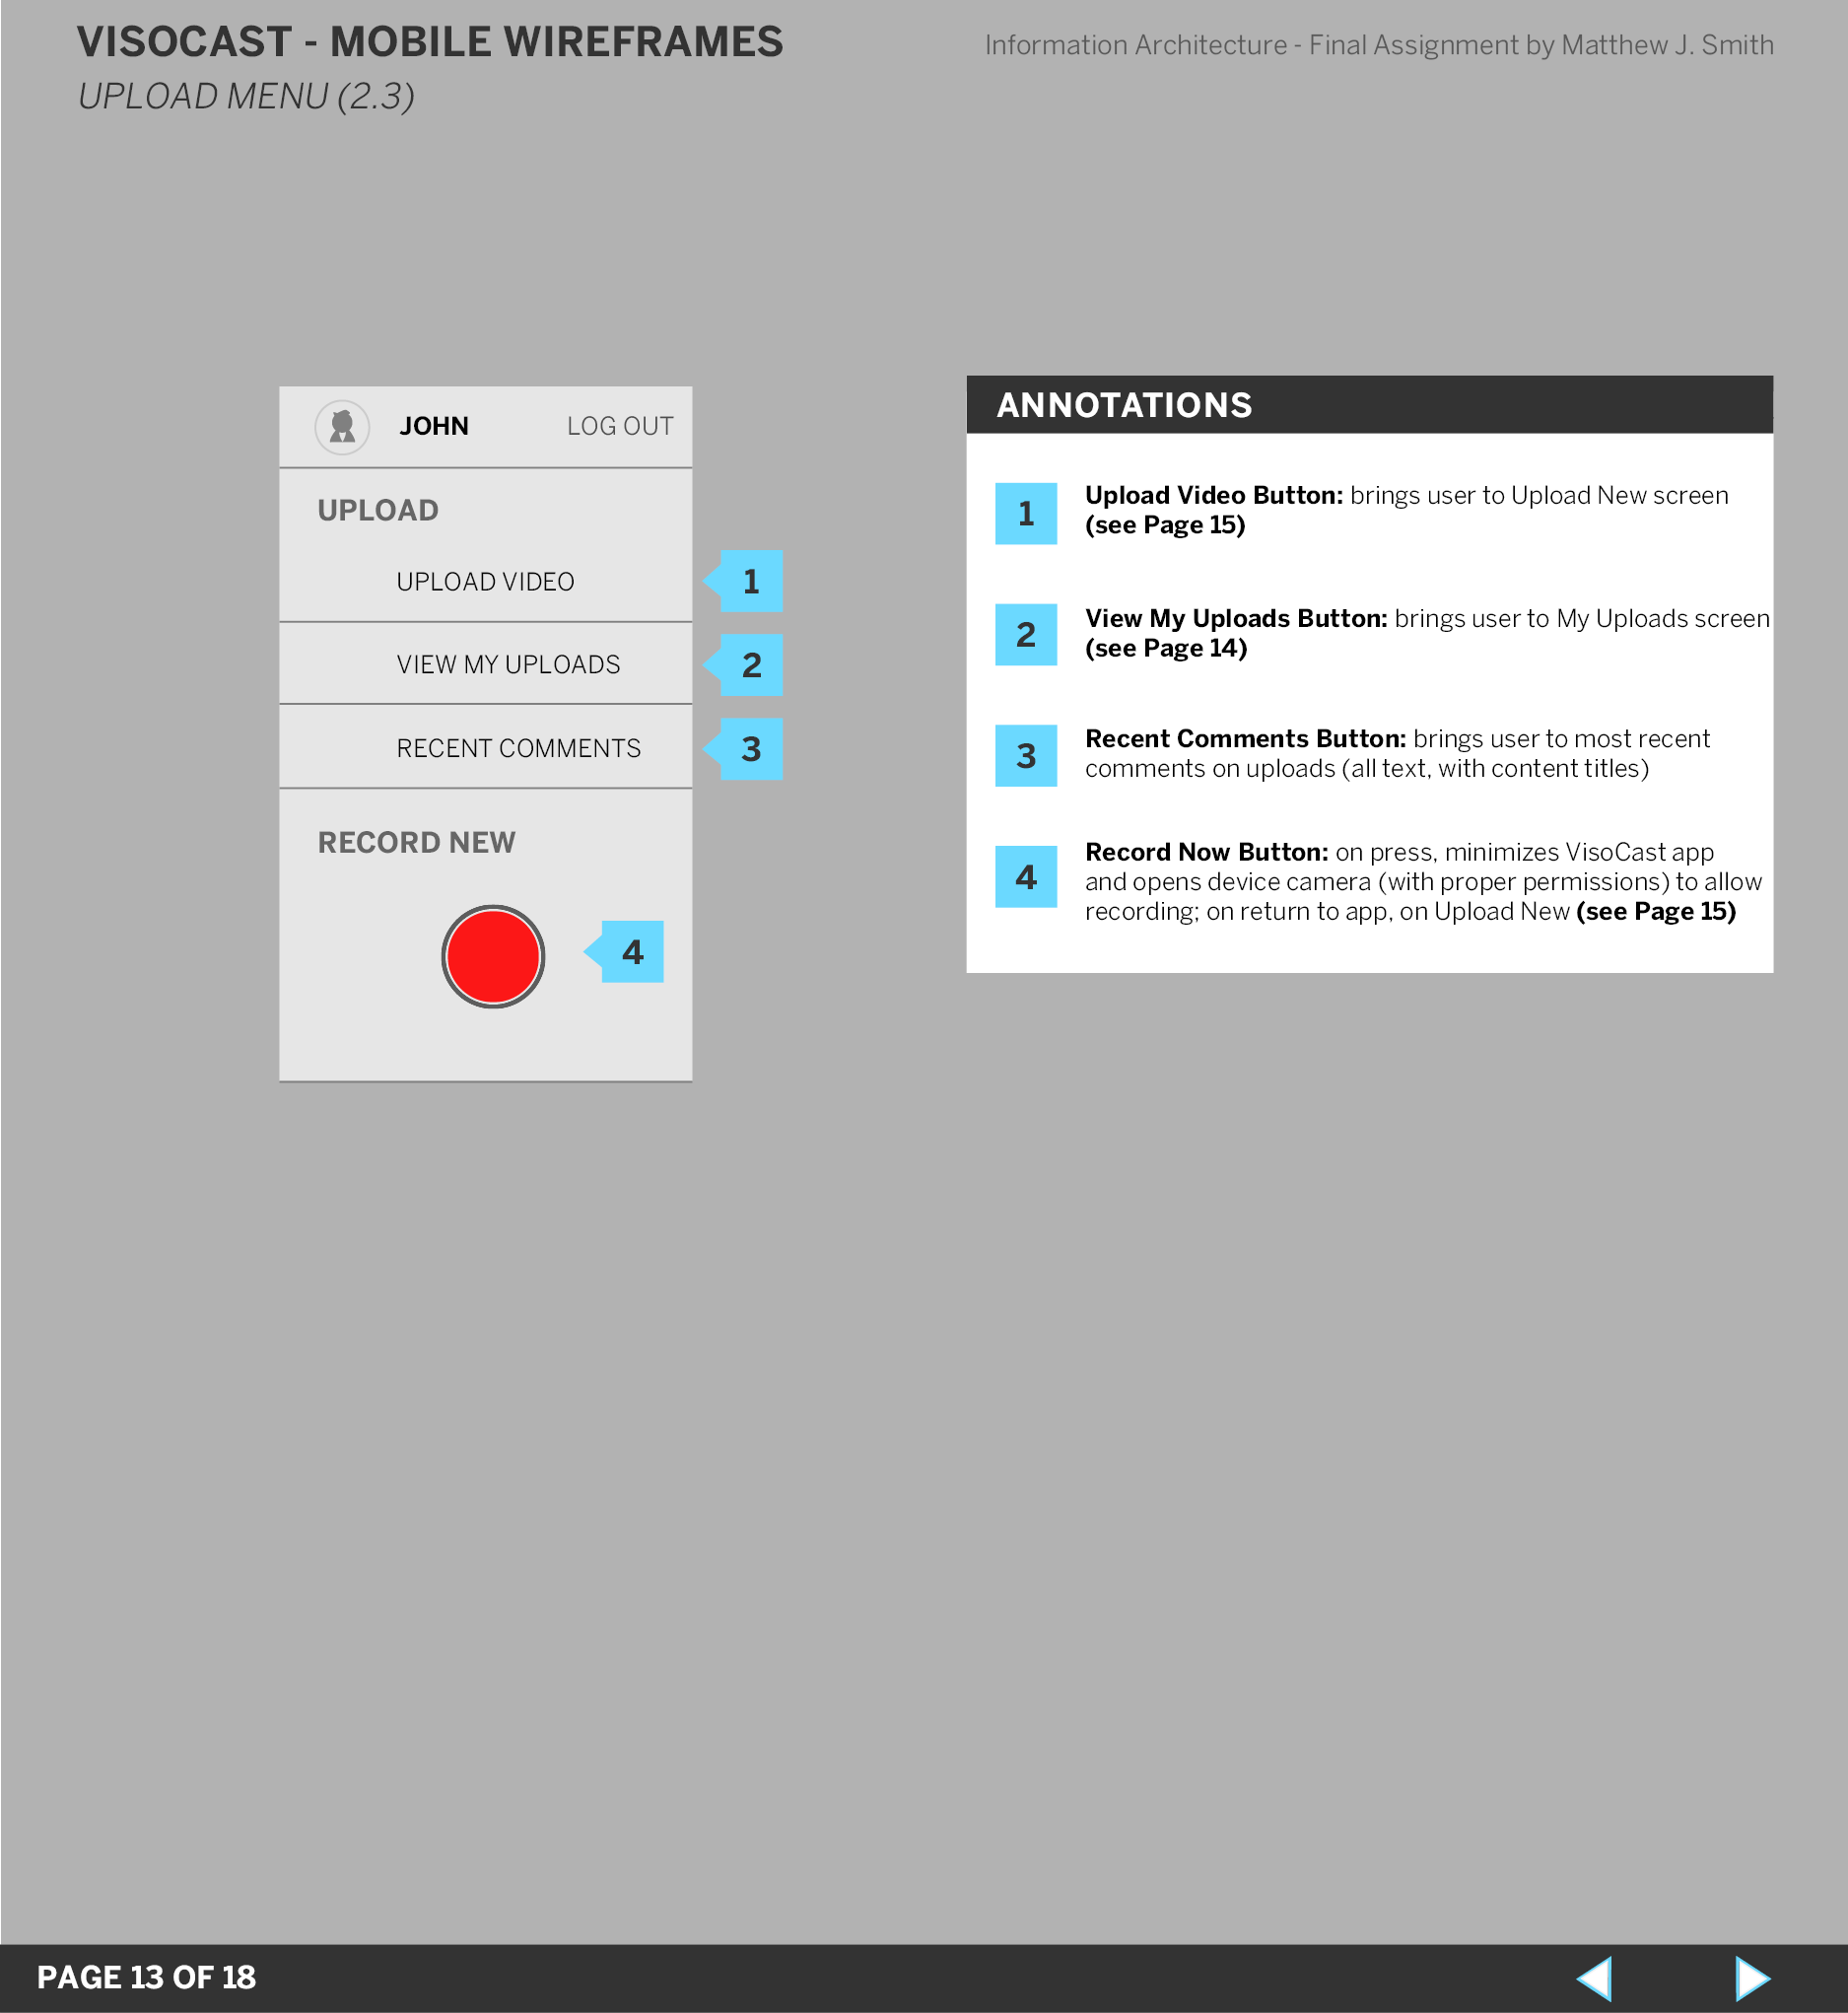 VISOCAST - MOBILE WIREFRAMES
Information Architecture - Final Assignment by Matthew J. Smith
UPLOAD MENU (2.3)
JOHN
LOG OUT
UPLOAD
UPLOAD VIDEO
1
VIEW MY UPLOADS
2
RECENT COMMENTS
3
RECORD NEW
4
ANNOTATIONS
1
Upload Video Button: brings user to Upload New screen
(see Page 15)
2
View My Uploads Button: brings user to My Uploads screen
(see Page 14)
3
Recent Comments Button: brings user to most recent
comments on uploads (all text, with content titles)
4
Record Now Button: on press, minimizes VisoCast app
and opens device camera (with proper permissions) to allow
recording; on return to app, on Upload New (see Page 15)
PAGE 13 OF 18